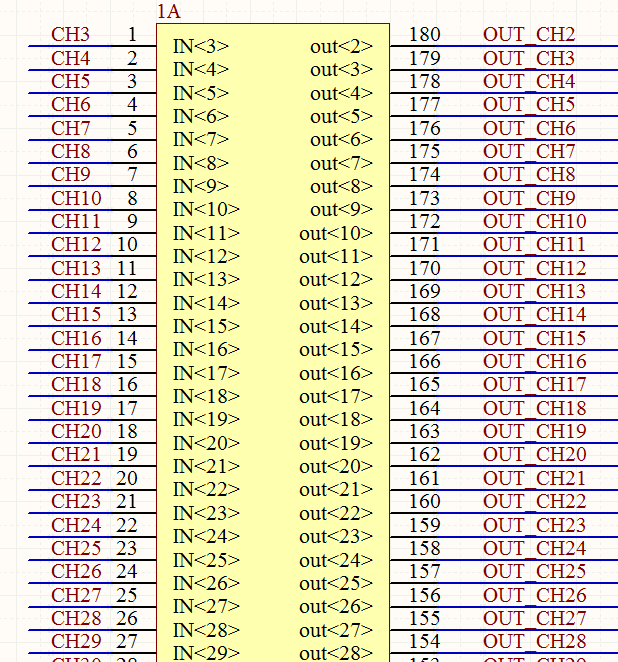 1A
CH3 1 IN<3> out<2> 180 OUT_CH2
CH4 2 IN<4> out<3> 179 OUT_CH3
CH5 3 IN<5> out<4> 178 OUT_CH4
CH6 4 IN<6> out<5> 177 OUT_CH5
CH7 5 IN<7> out<6> 176 OUT_CH6
CH8 6 IN<8> out<7> 175 OUT_CH7
CH9 7 IN<9> out<8> 174 OUT_CH8
CH10 8 IN<10> out<9> 173 OUT_CH9
CH11 9 IN<11> out<10> 172 OUT_CH10
CH12 10 IN<12> out<11> 171 OUT_CH11
CH13 11 IN<13> out<12> 170 OUT_CH12
CH14 12 IN<14> out<13> 169 OUT_CH13
CH15 13 IN<15> out<14> 168 OUT_CH14
CH16 14 IN<16> out<15> 167 OUT_CH15
CH17 15 IN<17> out<16> 166 OUT_CH16
CH18 16 IN<18> out<17> 165 OUT_CH17
CH19 17 IN<19> out<18> 164 OUT_CH18
CH20 18 IN<20> out<19> 163 OUT_CH19
CH21 19 IN<21> out<20> 162 OUT_CH20
CH22 20 IN<22> out<21> 161 OUT_CH21
CH23 21 IN<23> out<22> 160 OUT_CH22
CH24 22 IN<24> out<23> 159 OUT_CH23
CH25 23 IN<25> out<24> 158 OUT_CH24
CH26 24 IN<26> out<25> 157 OUT_CH25
CH27 25 IN<27> out<26> 156 OUT_CH26
CH28 26 IN<28> out<27> 155 OUT_CH27
CH29 27 IN<29> out<28> 154 OUT_CH28